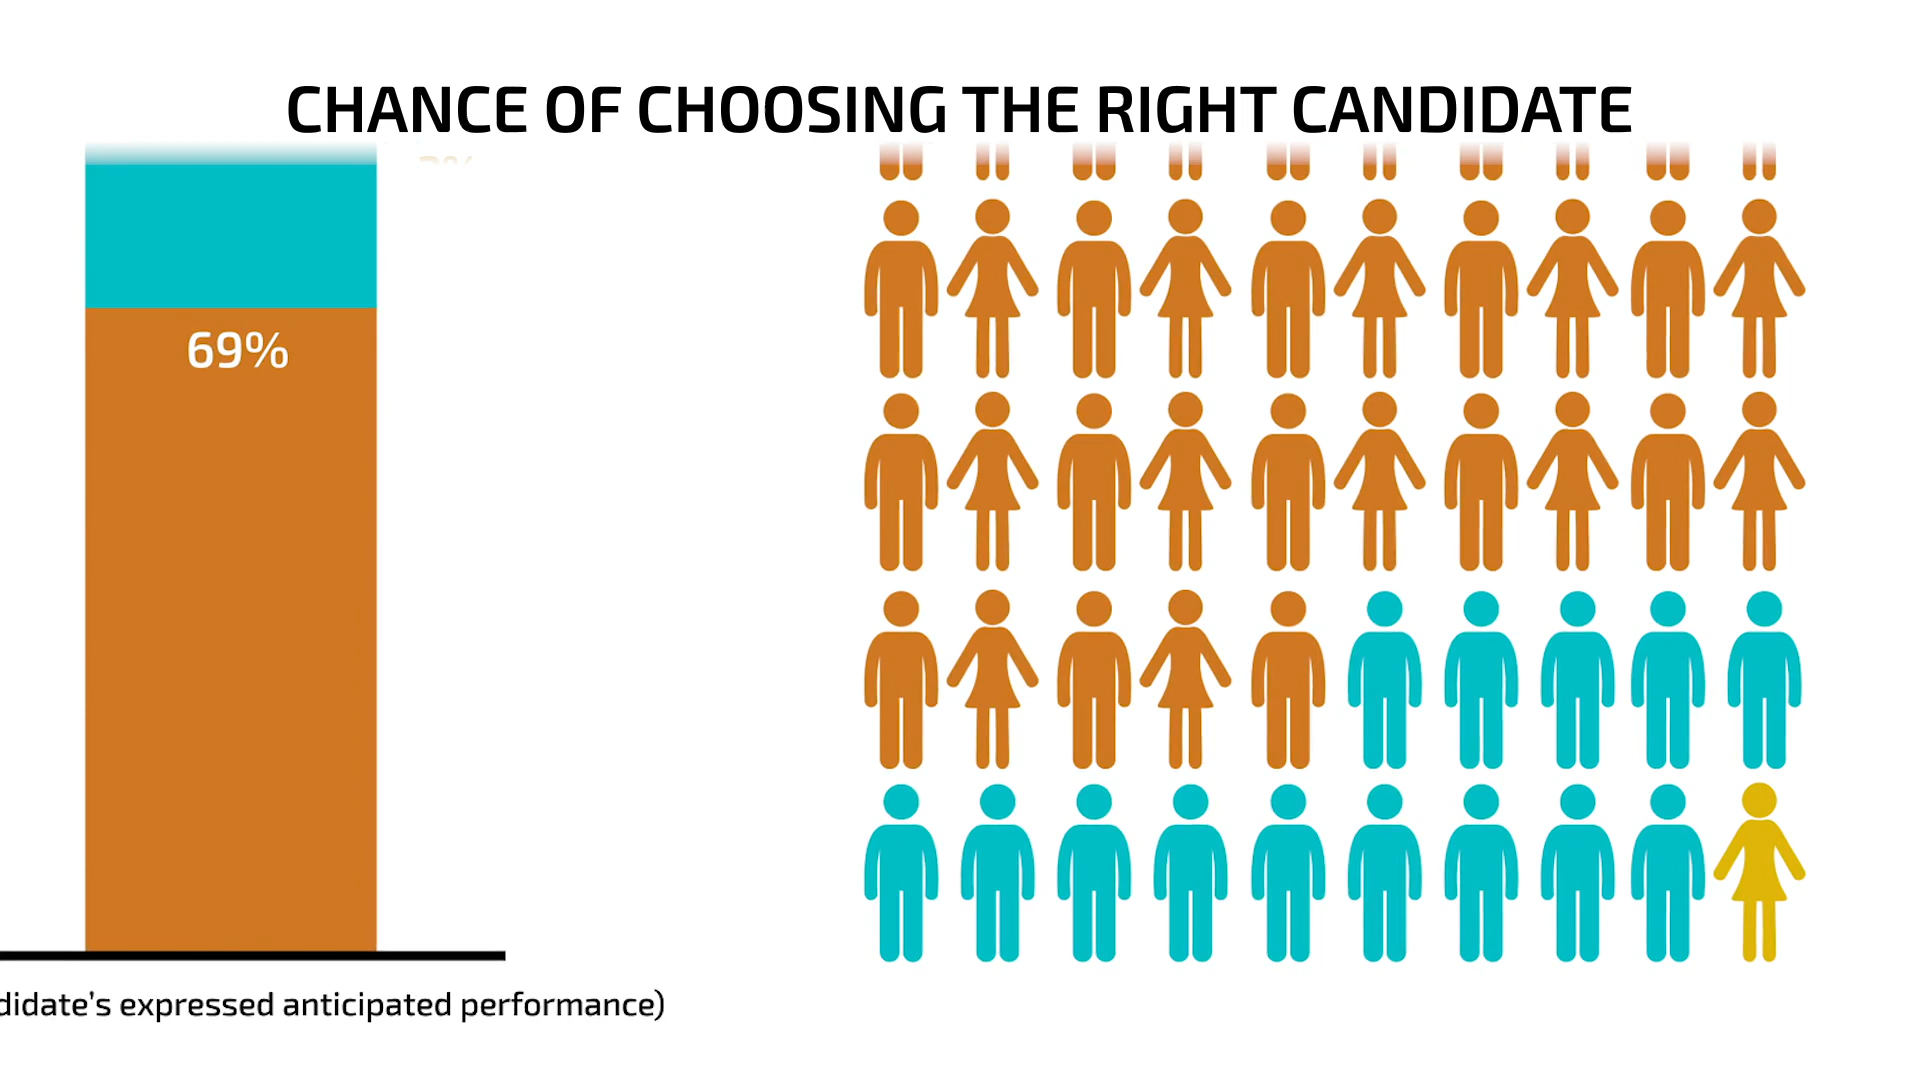 CHANCE OF CHOOSING THE RIGHT CANDIDATE
69%
didate's expressed anticipated performance)